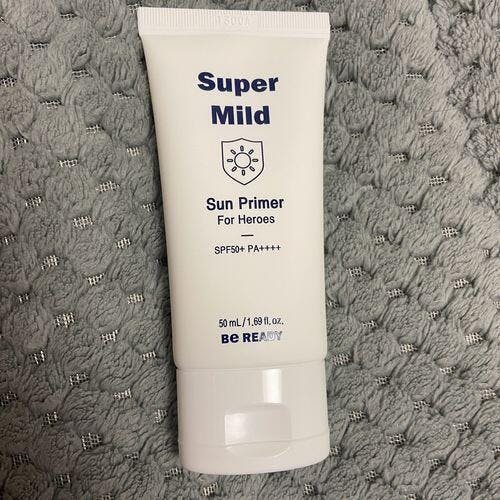 Super
Mild
Sun Primer
For Heroes
SPF50+ PA++++
50 mL / 1.69 fl. oz.
Be READY